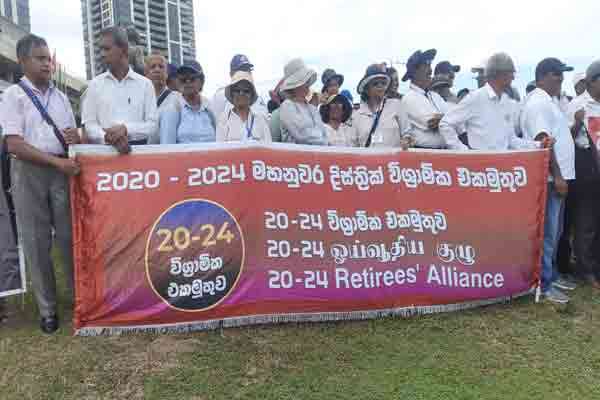 2020 - 2024 මහනුවර දිස්ත්‍රික් විශ්‍රාමික එකමුතුව
20-24
විශ්‍රාමික
එකමුතුව
20-24 විශ්‍රාමික එකමුතුව
20-24 ஓய்வூதிய குழு
20-24 Retirees' Alliance